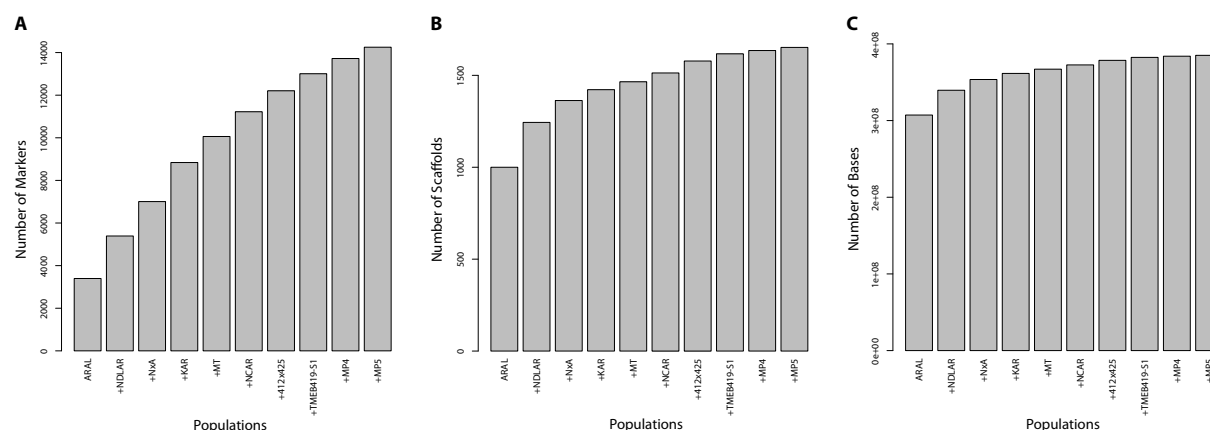 A
Number of Markers
14000
12000
10000
8000
6000
4000
2000
0
ARAL
+NDLAR
+NxA
+KAR
+MT
+NCAR
+412x425
+TMEB419-S1
+MP4
+MP5
Populations
B
Number of Scaffolds
1500
1000
500
0
ARAL
+NDLAR
+NxA
+KAR
+MT
+NCAR
+412x425
+TMEB419-S1
+MP4
+MP5
Populations
C
Number of Bases
4e+08
3e+08
2e+08
1e+08
0e+00
ARAL
+NDLAR
+NxA
+KAR
+MT
+NCAR
+412x425
+TMEB419-S1
+MP4
+MP5
Populations